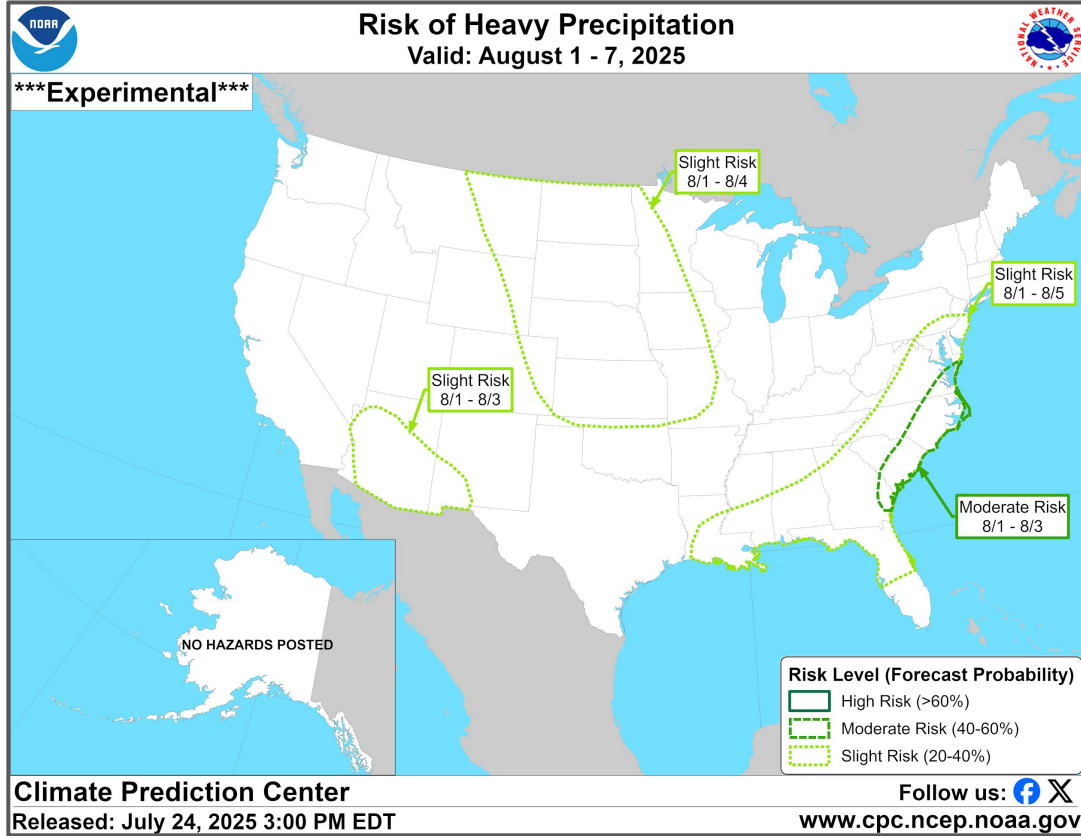 NOAA
Risk of Heavy Precipitation
Valid: August 1 - 7, 2025
NATIONAL WEATHER SERVICE
***Experimental***
Slight Risk
8/1 - 8/4
Slight Risk
8/1 - 8/5
Slight Risk
8/1 - 8/3
Moderate Risk
8/1 - 8/3
NO HAZARDS POSTED
Risk Level (Forecast Probability)
High Risk (>60%)
Moderate Risk (40-60%)
Slight Risk (20-40%)
Climate Prediction Center
Follow us:
Released: July 24, 2025 3:00 PM EDT
www.cpc.ncep.noaa.gov